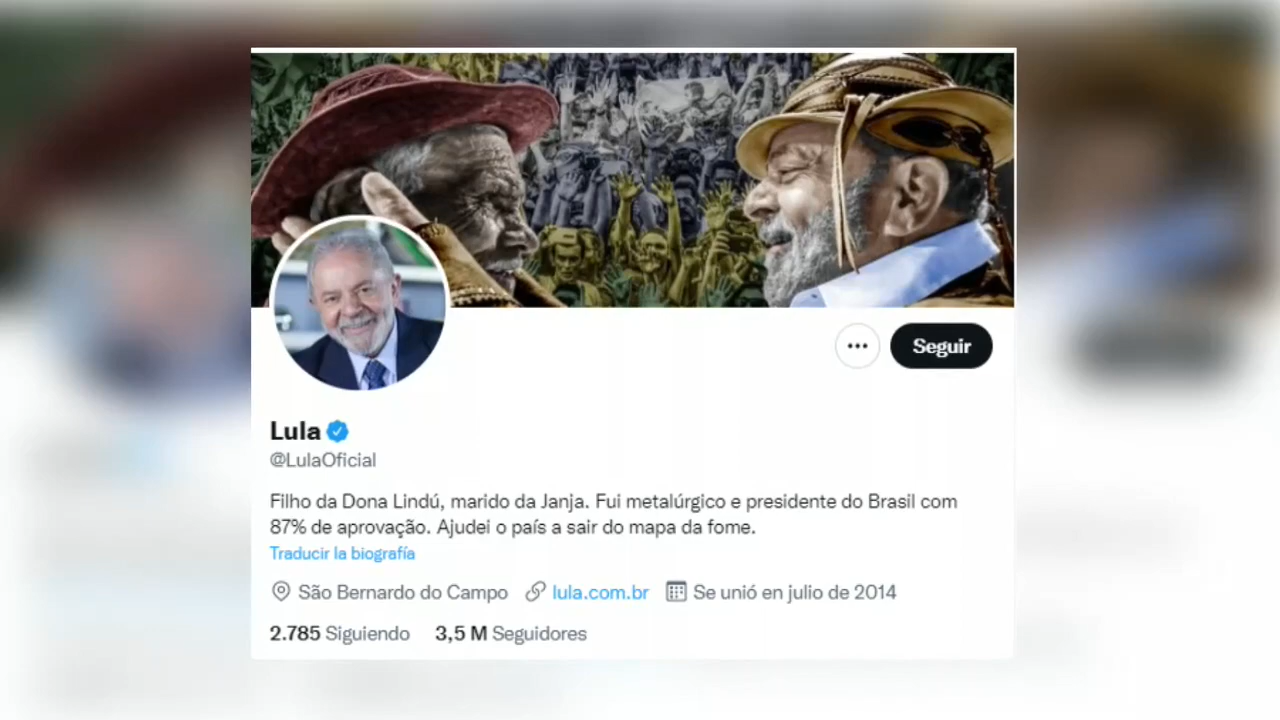 Seguir
Lula
@LulaOficial
Filho da Dona Lindú, marido da Janja. Fui metalúrgico e presidente do Brasil com
87% de aprovação. Ajudei o país a sair do mapa da fome.
Traducir la biografía
São Bernardo do Campo lula.com.br Se unió en julio de 2014
2.785 Siguiendo 3,5 M Seguidores